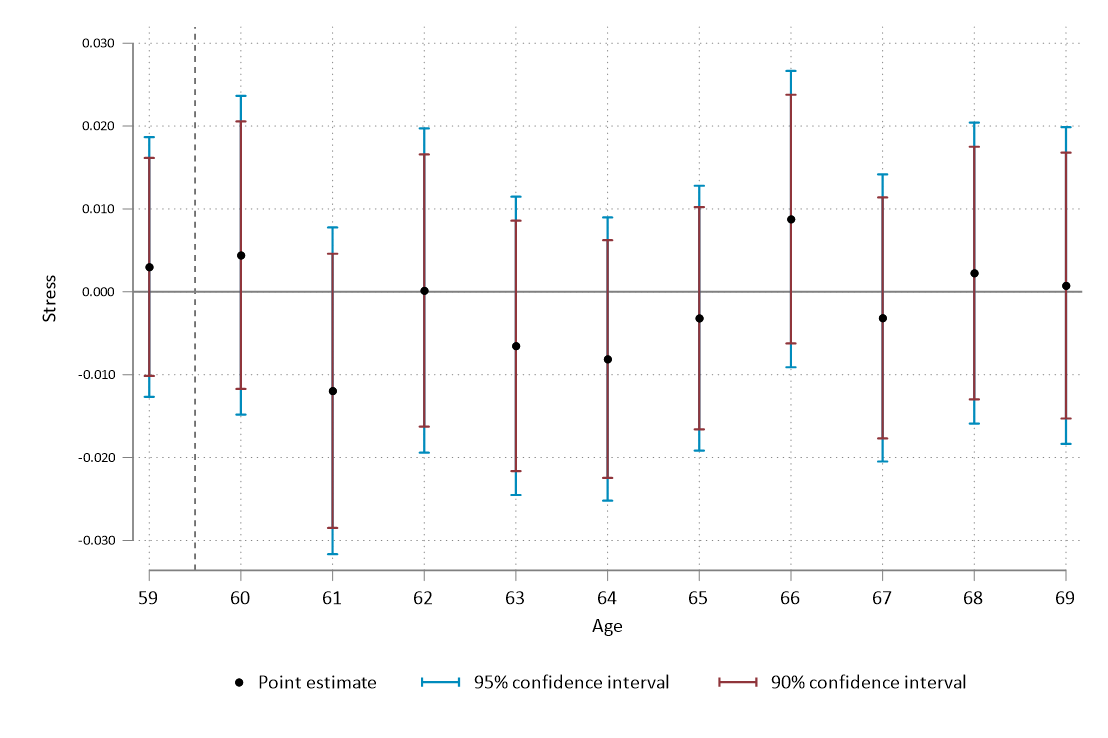 0.030
0.020
0.010
0.000
-0.010
-0.020
-0.030
Stress
59 60 61 62 63 64 65 66 67 68 69
Age
Point estimate 95% confidence interval 90% confidence interval